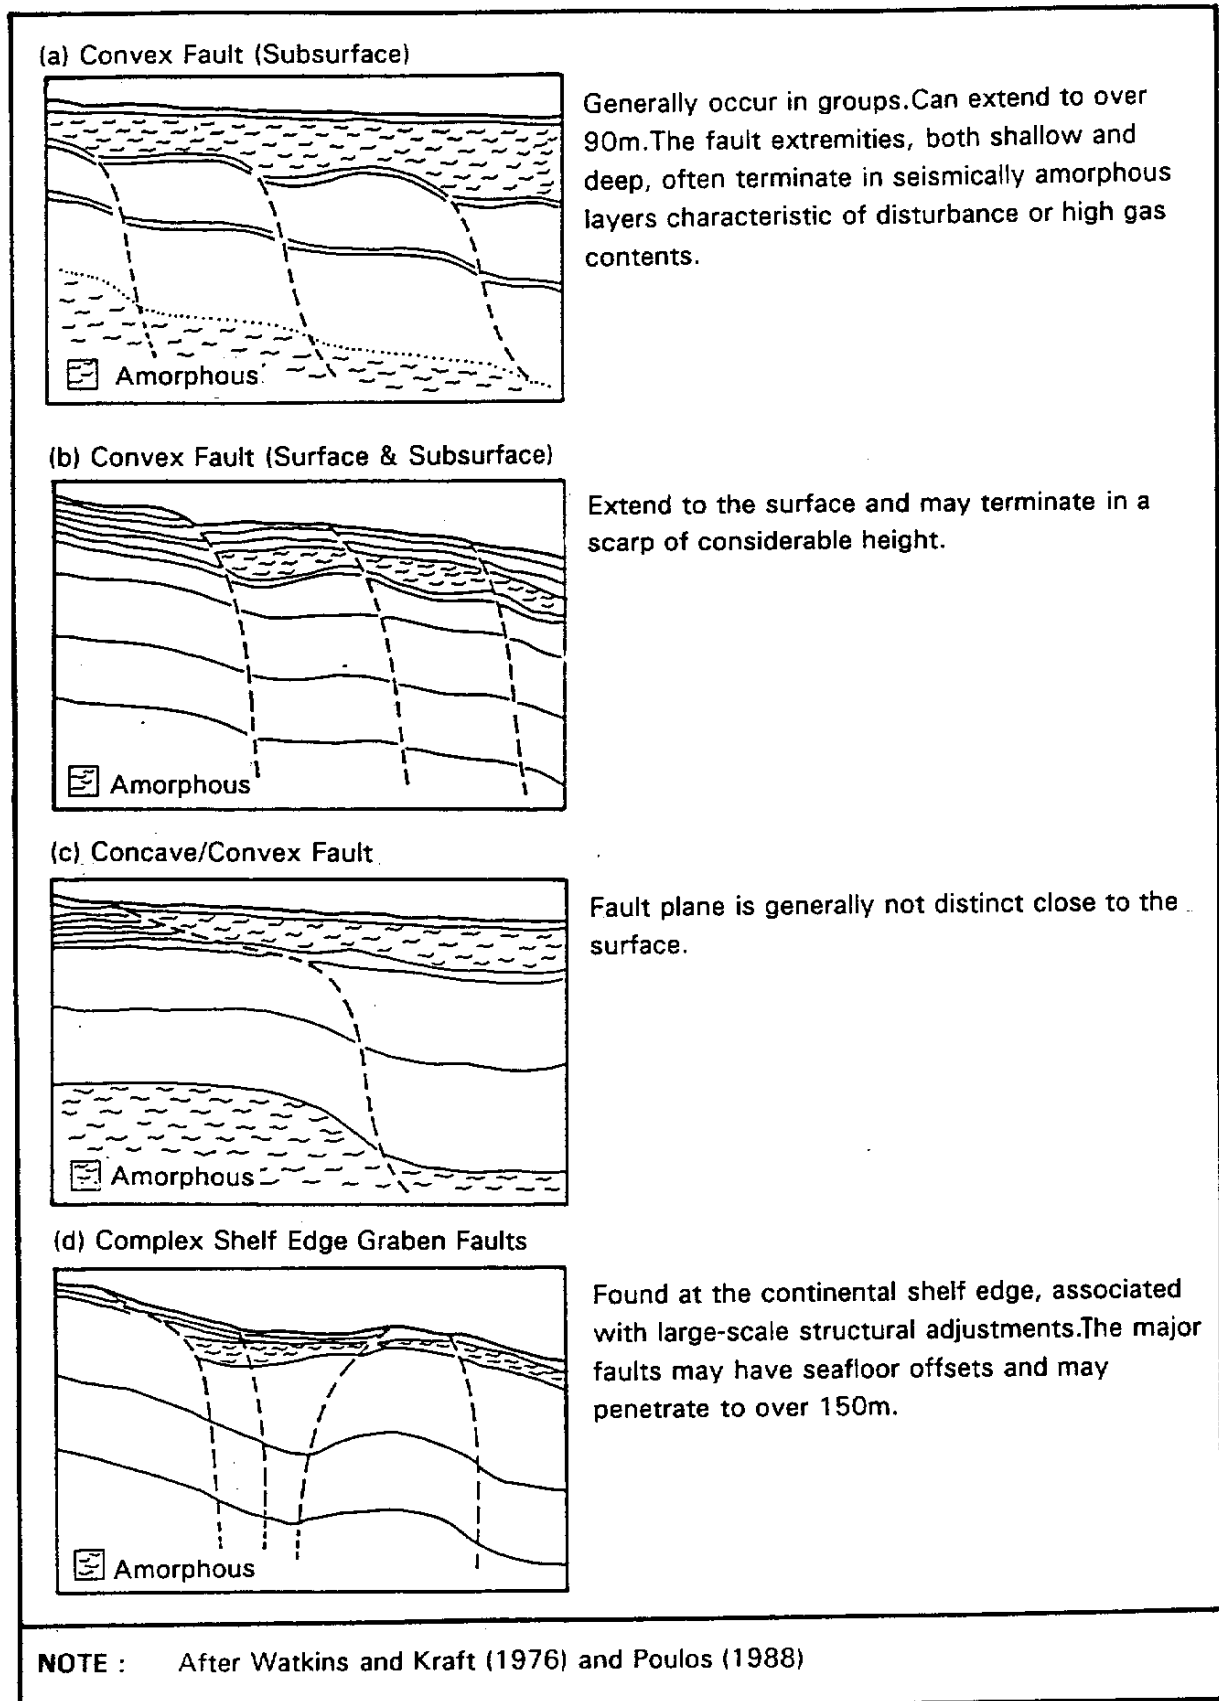 (a) Convex Fault (Subsurface)
Generally occur in groups.Can extend to over
90m.The fault extremities, both shallow and
deep, often terminate in seismically amorphous
layers characteristic of disturbance or high gas
contents.
Amorphous
(b) Convex Fault (Surface & Subsurface)
Extend to the surface and may terminate in a
scarp of considerable height.
Amorphous
(c) Concave/Convex Fault
Fault plane is generally not distinct close to the
surface.
Amorphous
(d) Complex Shelf Edge Graben Faults
Found at the continental shelf edge, associated
with large-scale structural adjustments.The major
faults may have seafloor offsets and may
penetrate to over 150m.
Amorphous
NOTE : After Watkins and Kraft (1976) and Poulos (1988)